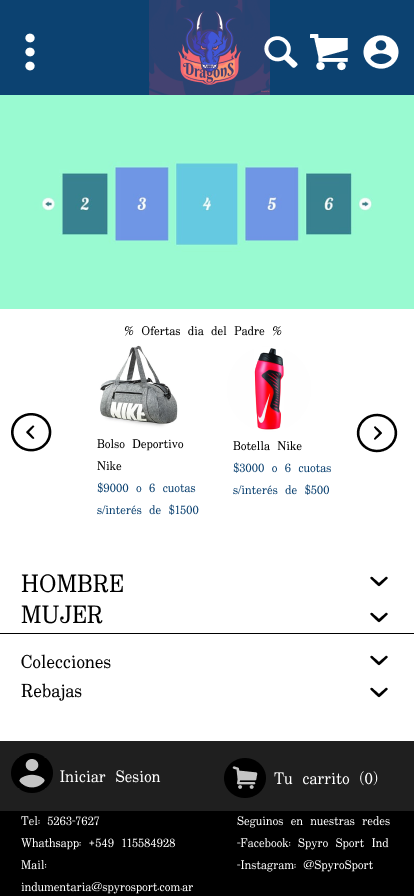 DragonS
2 3 4 5 6
% Ofertas dia del Padre %
NIKE
Bolso Deportivo
Nike
$9000 o 6 cuotas
s/interés de $1500
Botella Nike
$3000 o 6 cuotas
s/interés de $500
HOMBRE
MUJER
Colecciones
Rebajas
Iniciar Sesion
Tu carrito (0)
Tel: 5263-7627
Whathsapp: +549 115584928
Mail:
indumentaria@spyrosport.com.ar
Seguinos en nuestras redes
-Facebook: Spyro Sport Ind
-Instagram: @SpyroSport